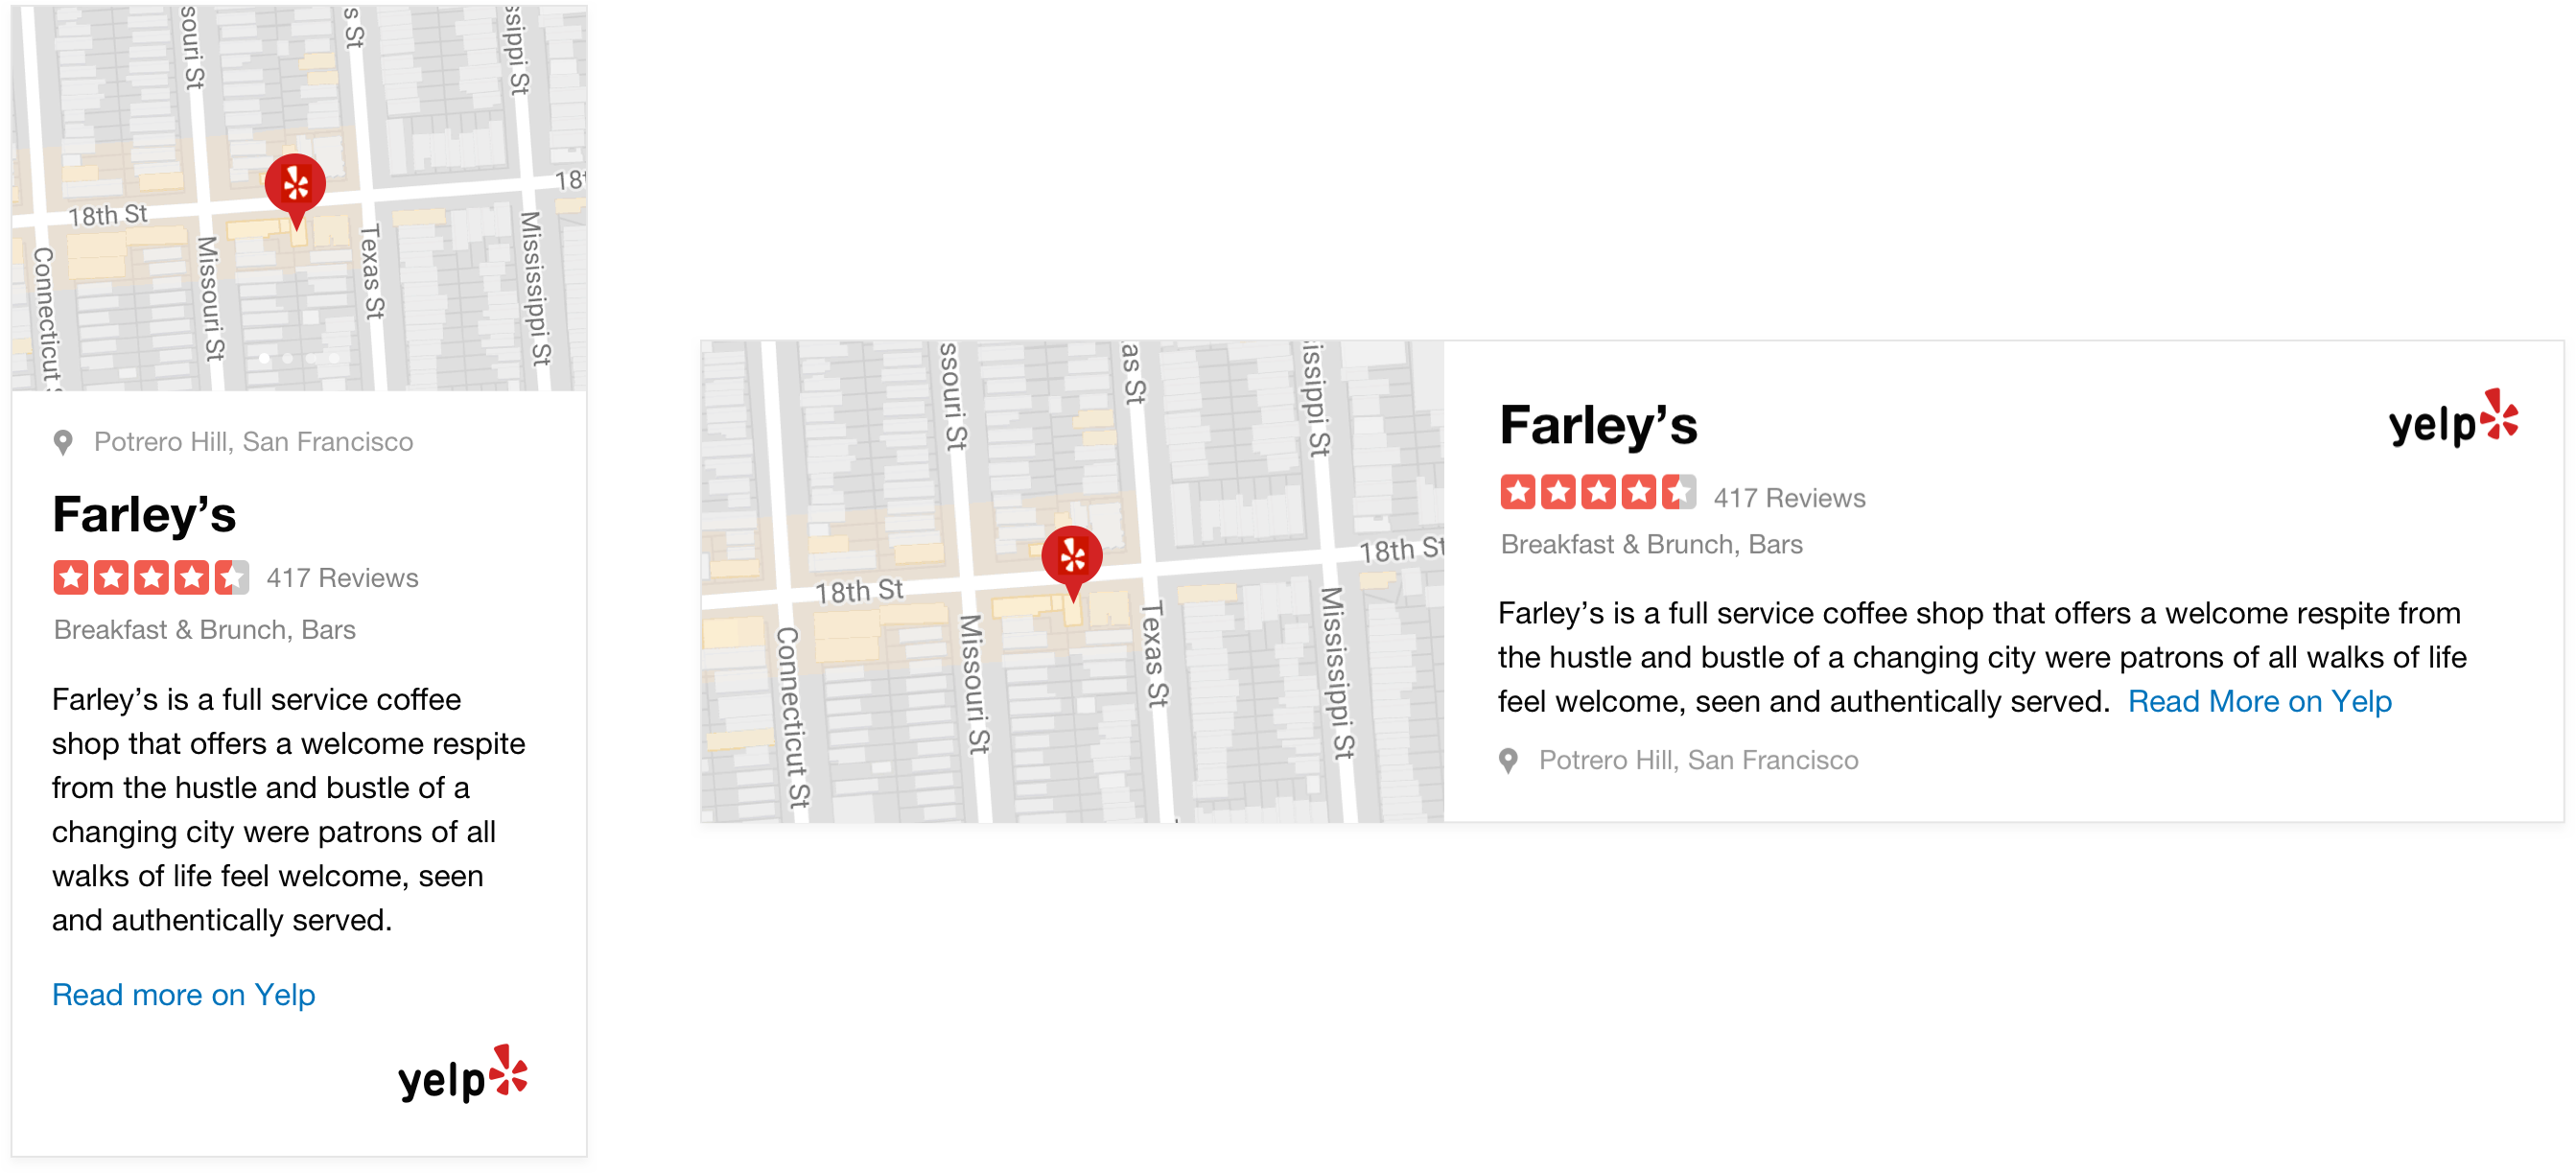 souri St
s St
sissippi St
18th St
18t
Connecticut S
Missouri St
Texas St
Mississippi St
Potrero Hill, San Francisco
Farley’s
417 Reviews
Breakfast & Brunch, Bars
Farley’s is a full service coffee
shop that offers a welcome respite
from the hustle and bustle of a
changing city were patrons of all
walks of life feel welcome, seen
and authentically served.
Read more on Yelp
yelp
ssouri St
as St
issippi St
18th St
18th St
Connecticut St
Missouri St
Texas St
Mississippi St
Farley’s
yelp
417 Reviews
Breakfast & Brunch, Bars
Farley’s is a full service coffee shop that offers a welcome respite from
the hustle and bustle of a changing city were patrons of all walks of life
feel welcome, seen and authentically served. Read More on Yelp
Potrero Hill, San Francisco